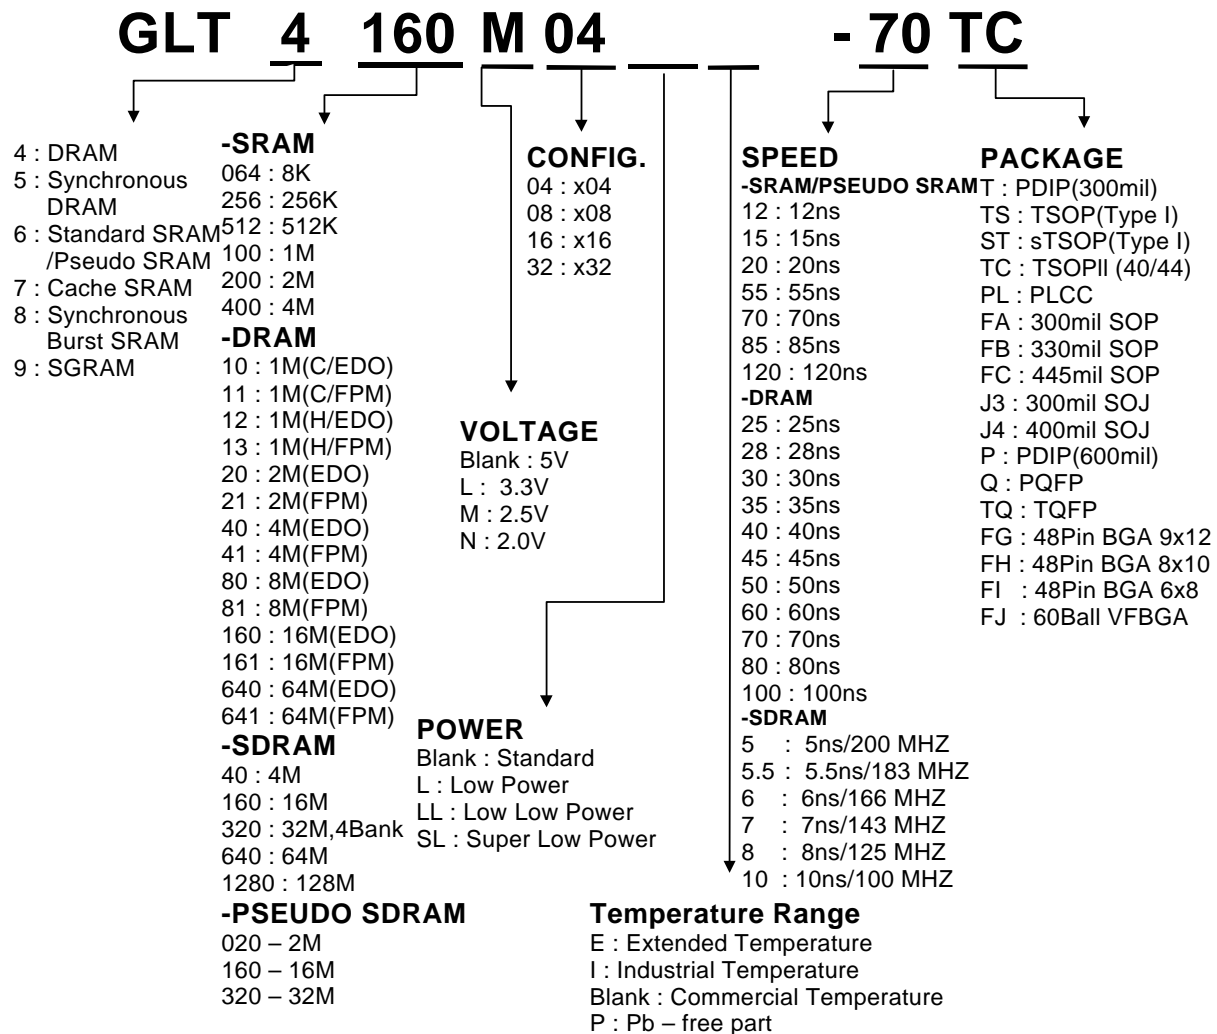 GLT 4 160 M 04 - 70 TC
4 : DRAM
5 : Synchronous
DRAM
6 : Standard SRAM
/Pseudo SRAM
7 : Cache SRAM
8 : Synchronous
Burst SRAM
9 : SGRAM
-SRAM
064 : 8K
256 : 256K
512 : 512K
100 : 1M
200 : 2M
400 : 4M
-DRAM
10 : 1M(C/EDO)
11 : 1M(C/FPM)
12 : 1M(H/EDO)
13 : 1M(H/FPM)
20 : 2M(EDO)
21 : 2M(FPM)
40 : 4M(EDO)
41 : 4M(FPM)
80 : 8M(EDO)
81 : 8M(FPM)
160 : 16M(EDO)
161 : 16M(FPM)
640 : 64M(EDO)
641 : 64M(FPM)
-SDRAM
40 : 4M
160 : 16M
320 : 32M,4Bank
640 : 64M
1280 : 128M
-PSEUDO SDRAM
020 – 2M
160 – 16M
320 – 32M
VOLTAGE
Blank : 5V
L : 3.3V
M : 2.5V
N : 2.0V
CONFIG.
04 : x04
08 : x08
16 : x16
32 : x32
POWER
Blank : Standard
L : Low Power
LL : Low Low Power
SL : Super Low Power
Temperature Range
E : Extended Temperature
I : Industrial Temperature
Blank : Commercial Temperature
P : Pb – free part
SPEED
-SRAM/PSEUDO SRAM
12 : 12ns
15 : 15ns
20 : 20ns
55 : 55ns
70 : 70ns
85 : 85ns
120 : 120ns
-DRAM
25 : 25ns
28 : 28ns
30 : 30ns
35 : 35ns
40 : 40ns
45 : 45ns
50 : 50ns
60 : 60ns
70 : 70ns
80 : 80ns
100 : 100ns
-SDRAM
5 : 5ns/200 MHZ
5.5 : 5.5ns/183 MHZ
6 : 6ns/166 MHZ
7 : 7ns/143 MHZ
8 : 8ns/125 MHZ
10 : 10ns/100 MHZ
PACKAGE
T : PDIP(300mil)
TS : TSOP(Type I)
ST : sTSOP(Type I)
TC : TSOPll (40/44)
PL : PLCC
FA : 300mil SOP
FB : 330mil SOP
FC : 445mil SOP
J3 : 300mil SOJ
J4 : 400mil SOJ
P : PDIP(600mil)
Q : PQFP
TQ : TQFP
FG : 48Pin BGA 9x12
FH : 48Pin BGA 8x10
FI : 48Pin BGA 6x8
FJ : 60Ball VFBGA